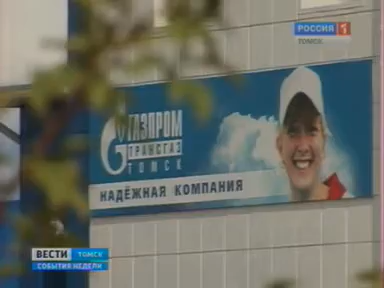 РОССИЯ 1
ТОМСК
ГАЗПРОМ
ТРАНСГАЗ
ТОМСК
НАДЁЖНАЯ КОМПАНИЯ
ВЕСТИ ТОМСК
СОБЫТИЯ НЕДЕЛИ